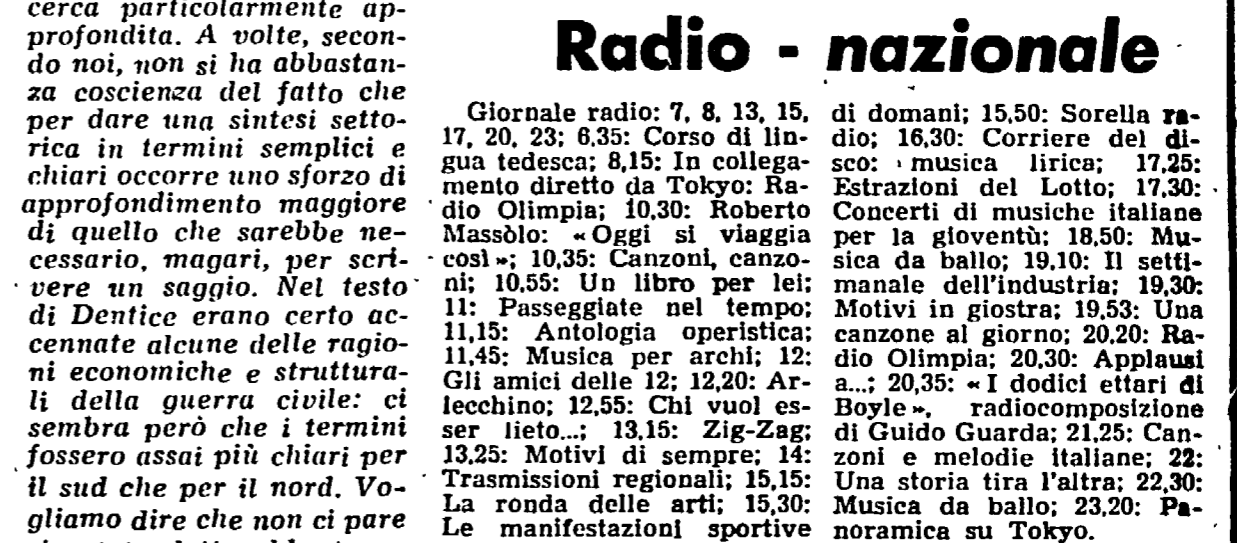 cerca particolarmente ap-
profondita. A volte, secon-
do noi, non si ha abbastan-
za coscienza del fatto che
per dare una sintesi setto-
rica in termini semplici e
chiari occorre uno sforzo di
approfondimento maggiore
di quello che sarebbe ne-
cessario, magari, per scri-
vere un saggio. Nel testo
di Dentice erano certo ac-
cennate alcune delle ragio-
ni economiche e struttura-
li della guerra civile: ci
sembra però che i termini
fossero assai più chiari per
il sud che per il nord. Vo-
gliamo dire che non ci pare
Radio - nazionale
Giornale radio: 7, 8, 13, 15,
17, 20, 23; 6,35: Corso di lin-
gua tedesca; 8,15: In collega-
mento diretto da Tokyo: Ra-
dio Olimpia; 10,30: Roberto
Massòlo: «Oggi si viaggia
così»; 10,35: Canzoni, canzo-
ni; 10,55: Un libro per lei;
11: Passeggiate nel tempo;
11,15: Antologia operistica;
11,45: Musica per archi; 12:
Gli amici delle 12; 12,20: Ar-
lecchino; 12,55: Chi vuol es-
ser lieto...; 13,15: Zig-Zag;
13,25: Motivi di sempre; 14:
Trasmissioni regionali; 15,15:
La ronda delle arti; 15,30:
Le manifestazioni sportive
di domani; 15,50: Sorella ra-
dio; 16,30: Corriere del di-
sco: musica lirica; 17,25:
Estrazioni del Lotto; 17,30:
Concerti di musiche italiane
per la gioventù; 18,50: Mu-
sica da ballo; 19,10: Il setti-
manale dell'industria; 19,30:
Motivi in giostra; 19,53: Una
canzone al giorno; 20,20: Ra-
dio Olimpia; 20,30: Applausi
a...; 20,35: «I dodici ettari di
Boyle», radiocomposizione
di Guido Guarda; 21,25: Can-
zoni e melodie italiane; 22:
Una storia tira l'altra; 22,30:
Musica da ballo; 23,20: Pa-
noramica su Tokyo.